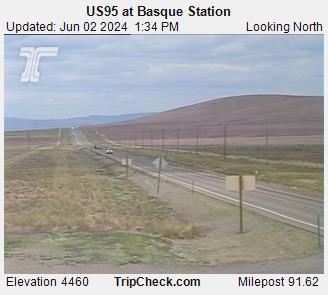 US95 at Basque Station
Updated: Jun 02 2024 1:34 PM Looking North
Elevation 4460 TripCheck.com Milepost 91.62